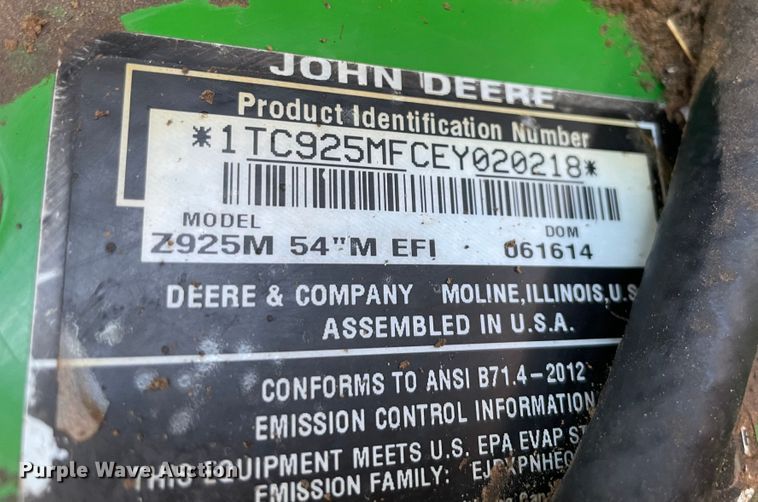 JOHN DEERE
Product Identification Number
*1TC925MFCEY020218*
MODEL DOM
Z925M 54"M EFI 061614
DEERE & COMPANY MOLINE, ILLINOIS, U.S
ASSEMBLED IN U.S.A.
CONFORMS TO ANSI B71.4-2012
EMISSION CONTROL INFORMATION
THIS EQUIPMENT MEETS U.S. EPA EVAP
EMISSION FAMILY:
Purple Wave Auction